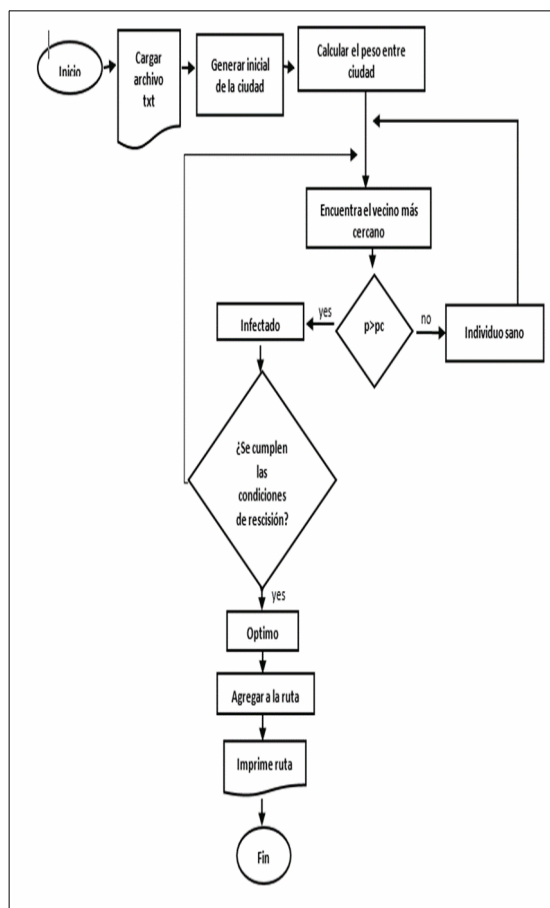 Inicio
Cargar
archivo
txt
Generar inicial
de la ciudad
Calcular el peso entre
ciudad
Encuentra el vecino más
cercano
p>pc
yes
no
Infectado
Individuo sano
¿Se cumplen
las
condiciones
de rescisión?
yes
Optimo
Agregar a la ruta
Imprime ruta
Fin